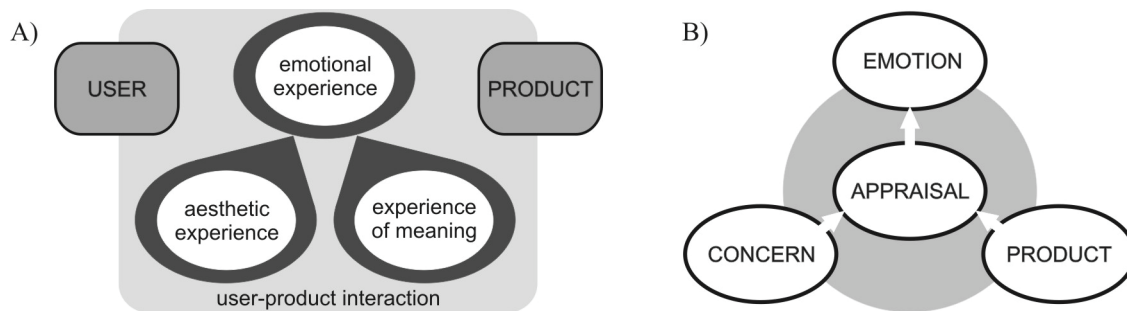 A)
USER
emotional
experience
PRODUCT
aesthetic
experience
experience
of meaning
user-product interaction
B)
EMOTION
APPRAISAL
CONCERN
PRODUCT